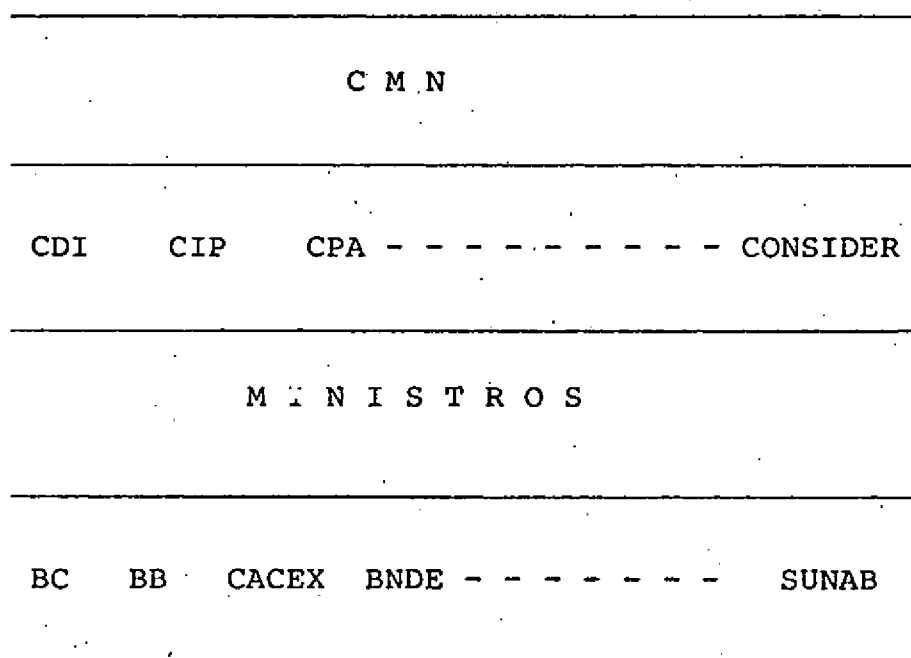 C M N
CDI CIP CPA - - - - - - - - - - CONSIDER
M I N I S T R O S
BC BB CACEX BNDE - - - - - - - SUNAB